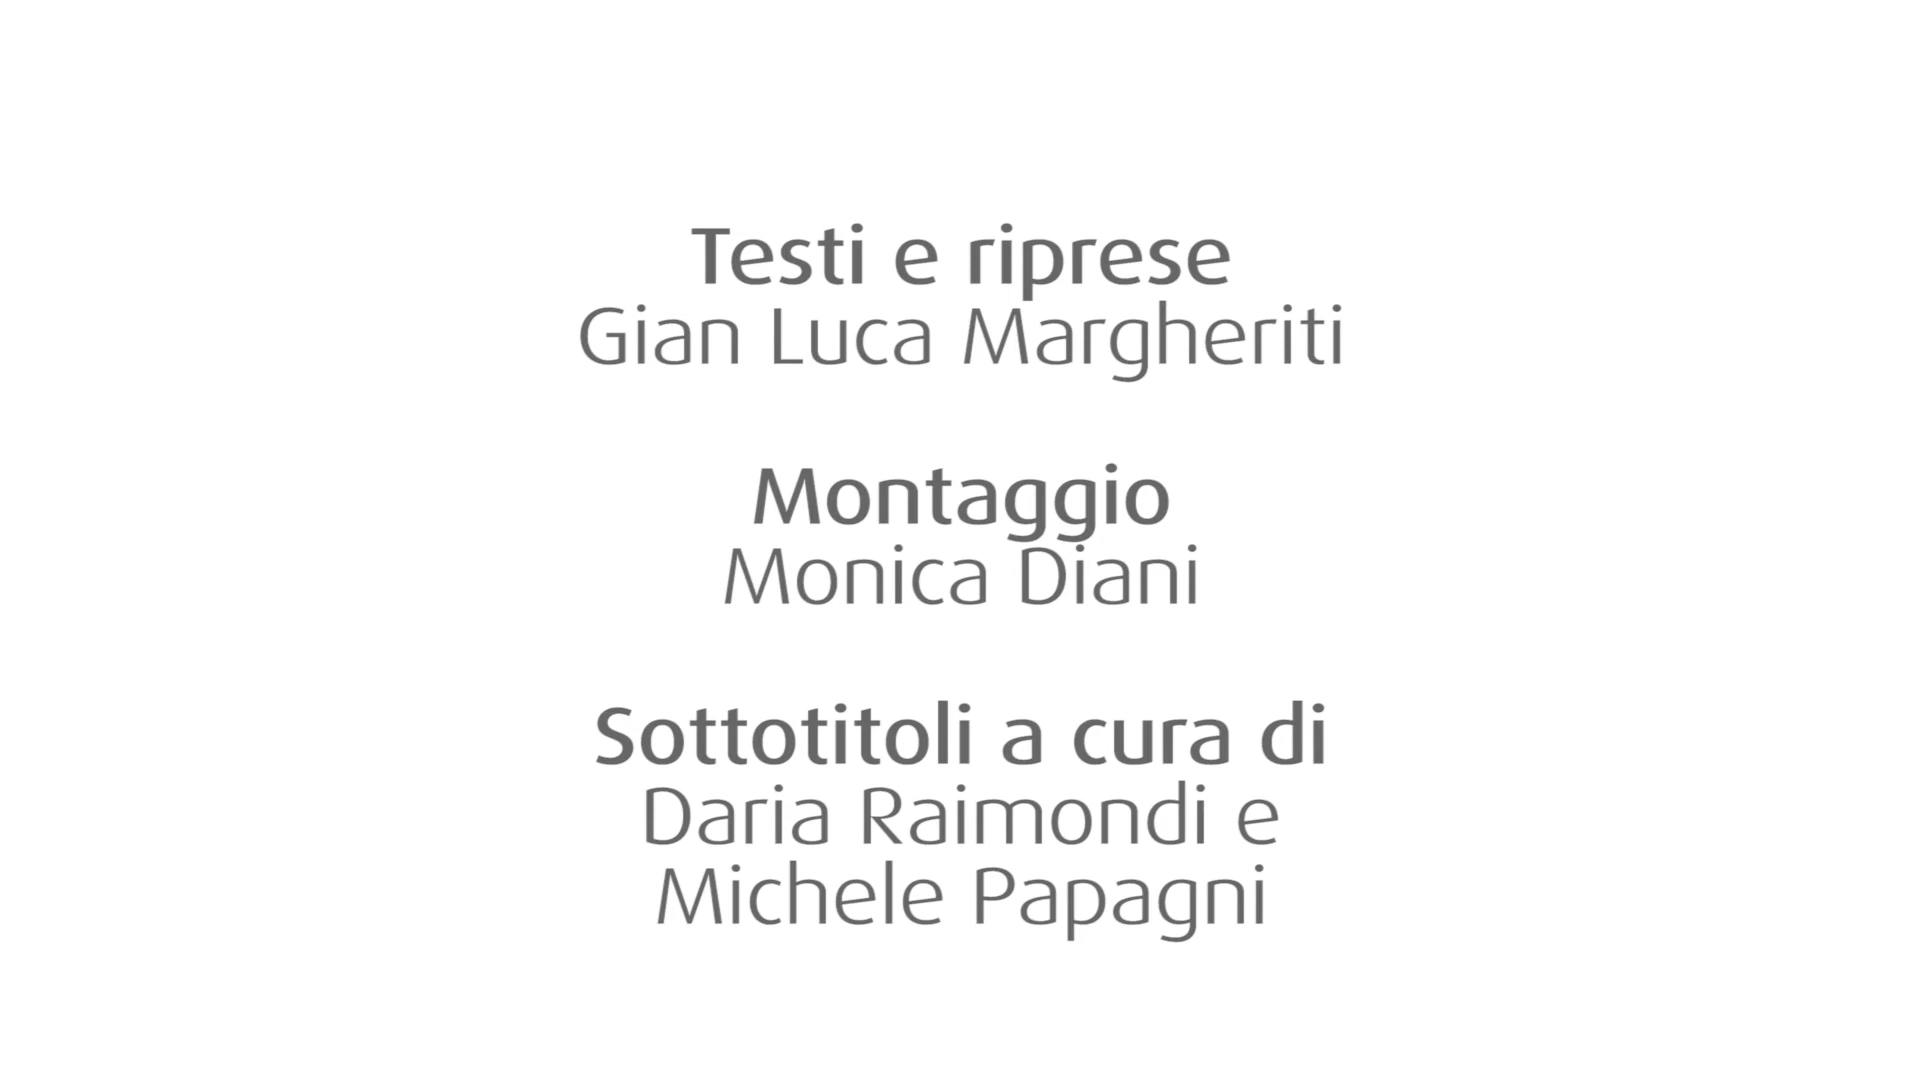 Testi e riprese
Gian Luca Margheriti
Montaggio
Monica Diani
Sottotitoli a cura di
Daria Raimondi e
Michele Papagni